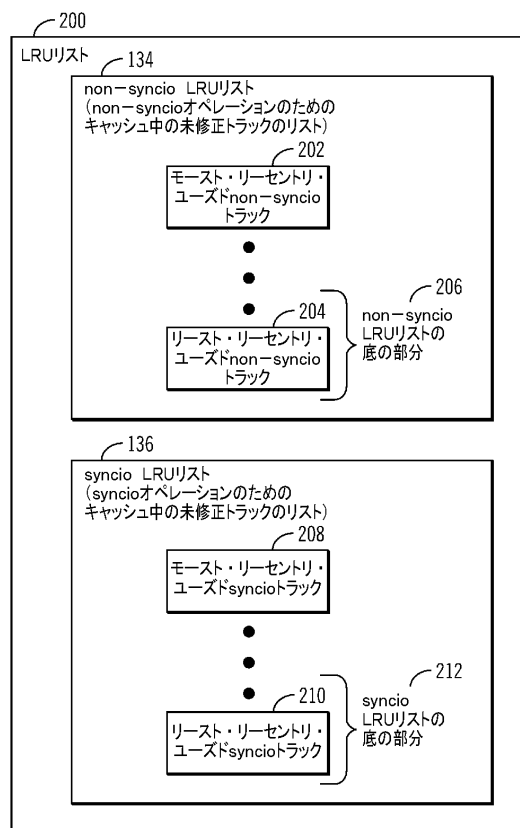 200
LRUリスト
134
non-syncio LRUリスト
(non-syncioオペレーションのための
キャッシュ中の未修正トラックのリスト)
202
モースト・リーセントリ・
ユーズドnon-syncio
トラック
204
リースト・リーセントリ・
ユーズドnon-syncio
トラック
206
non-syncio
LRUリストの
底の部分
136
syncio LRUリスト
(syncioオペレーションのための
キャッシュ中の未修正トラックのリスト)
208
モースト・リーセントリ・
ユーズドsyncioトラック
210
リースト・リーセントリ・
ユーズドsyncioトラック
212
syncio
LRUリストの
底の部分